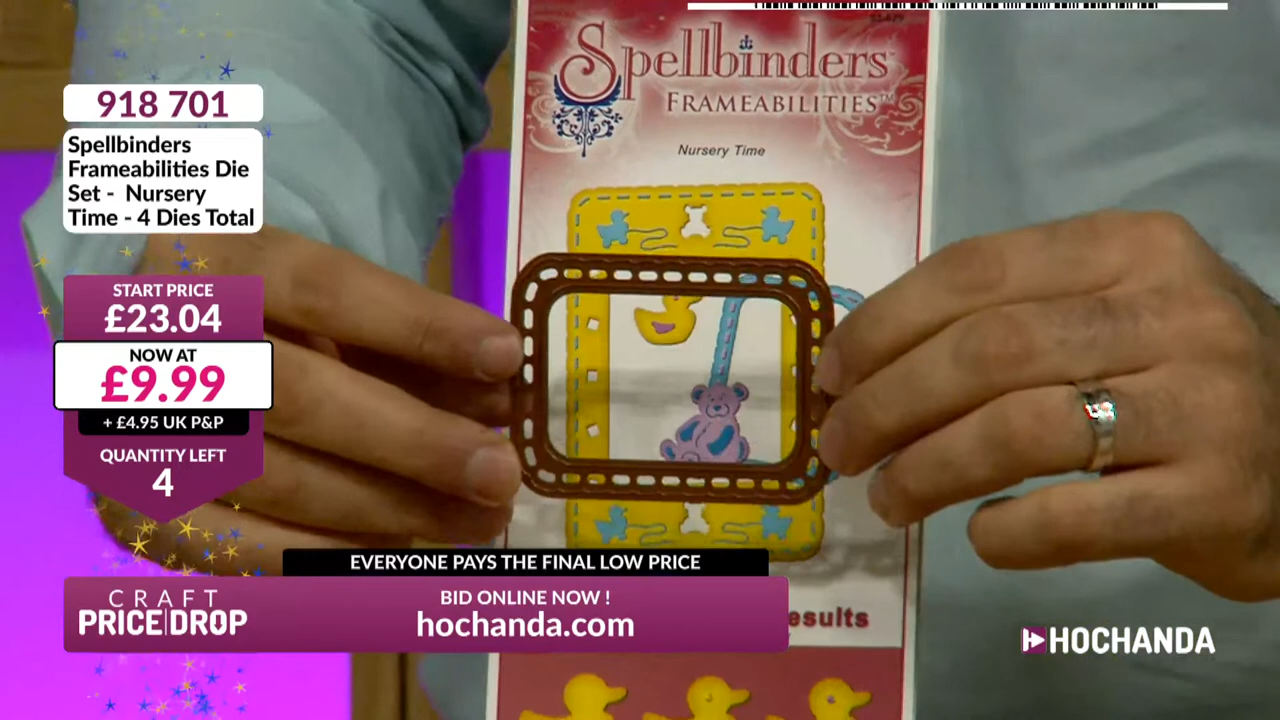 Spellbinders
FRAMEABILITIES™
Nursery Time
918 701
Spellbinders
Frameabilities Die
Set - Nursery
Time - 4 Dies Total
START PRICE
£23.04
NOW AT
£9.99
+ £4.95 UK P&P
QUANTITY LEFT
4
EVERYONE PAYS THE FINAL LOW PRICE
CRAFT
PRICE DROP
BID ONLINE NOW !
hochanda.com
esults
HOCHANDA